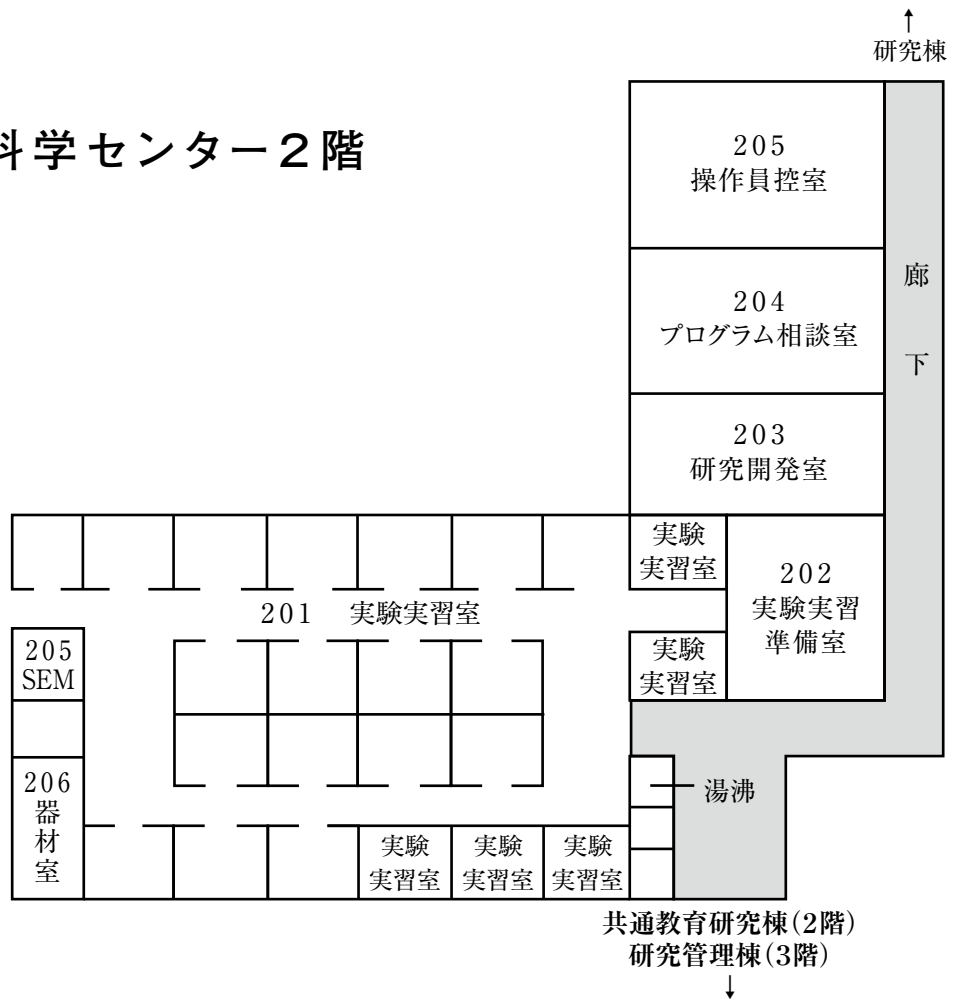 ↑
研究棟
科学センター2階
205
操作員控室
204
プログラム相談室
廊
下
203
研究開発室
実験
実習室
202
実験実習
準備室
201 実験実習室
205
SEM
実験
実習室
206
器
材
室
湯沸
実験
実習室
実験
実習室
実験
実習室
共通教育研究棟(2階)
研究管理棟(3階)
↓